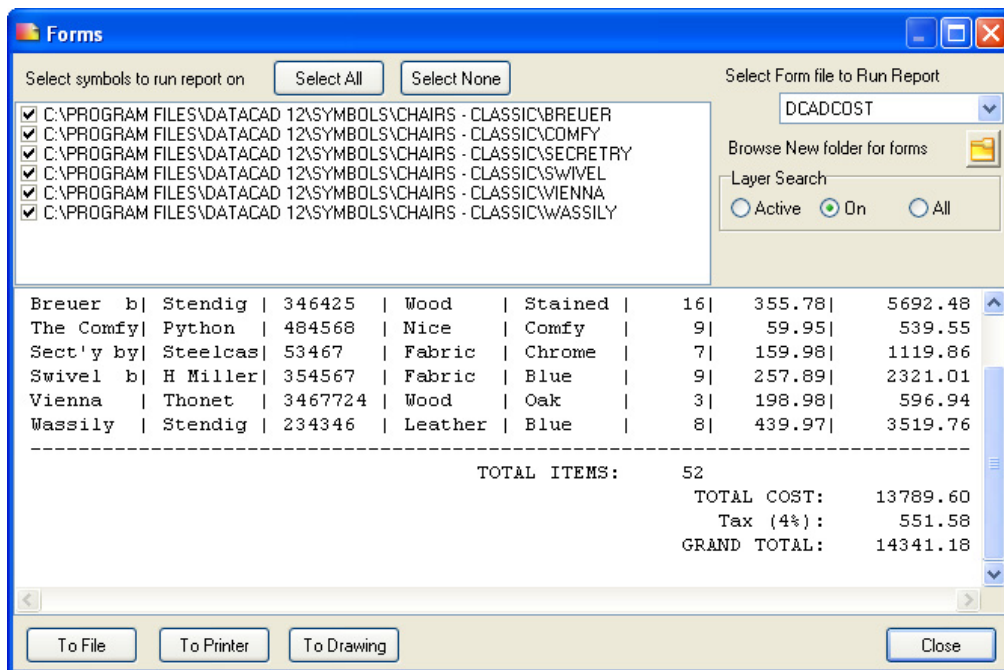 Forms
Select symbols to run report on Select All Select None
C:\PROGRAM FILES\DATACAD 12\SYMBOLS\CHAIRS - CLASSIC\BREUER
C:\PROGRAM FILES\DATACAD 12\SYMBOLS\CHAIRS - CLASSIC\COMFY
C:\PROGRAM FILES\DATACAD 12\SYMBOLS\CHAIRS - CLASSIC\SECRETRY
C:\PROGRAM FILES\DATACAD 12\SYMBOLS\CHAIRS - CLASSIC\SWIVEL
C:\PROGRAM FILES\DATACAD 12\SYMBOLS\CHAIRS - CLASSIC\VIENNA
C:\PROGRAM FILES\DATACAD 12\SYMBOLS\CHAIRS - CLASSIC\WASSILY
Select Form file to Run Report
DCADCOST
Browse New folder for forms
Layer Search
Active On All
Breuer b| Stendig | 346425 | Wood | Stained | 16| 355.78| 5692.48
The Comfy| Python | 484568 | Nice | Comfy | 9| 59.95| 539.55
Sect'y by| Steelcas| 53467 | Fabric | Chrome | 7| 159.98| 1119.86
Swivel b| H Miller| 354567 | Fabric | Blue | 9| 257.89| 2321.01
Vienna | Thonet | 3467724 | Wood | Oak | 3| 198.98| 596.94
Wassily | Stendig | 234346 | Leather | Blue | 8| 439.97| 3519.76
--------------------------------------------------------------------------------
TOTAL ITEMS: 52
TOTAL COST: 13789.60
Tax (4%): 551.58
GRAND TOTAL: 14341.18
To File To Printer To Drawing Close